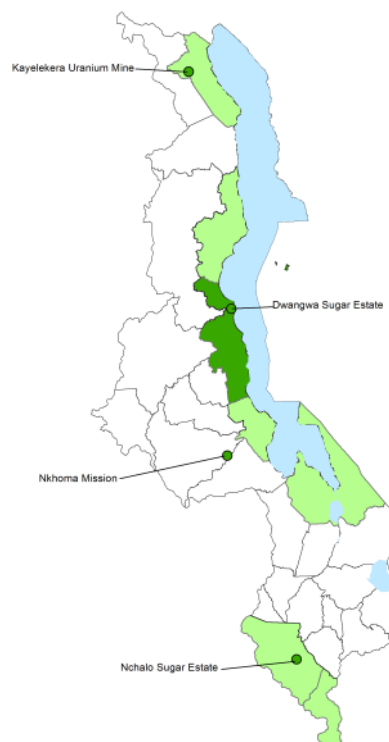 Kayelekera Uranium Mine
Dwangwa Sugar Estate
Nkhoma Mission
Nchalo Sugar Estate